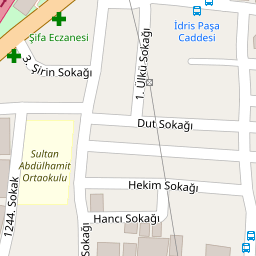 İdris Paşa
Caddesi
Şifa Eczanesi
3. Şirin Sokağı
1. Ülkü Sokağı
Dut Sokağı
Sultan
Abdülhamit
Ortaokulu
Hekim Sokağı
Hancı Sokağı
1244. Sokak
Sokağı